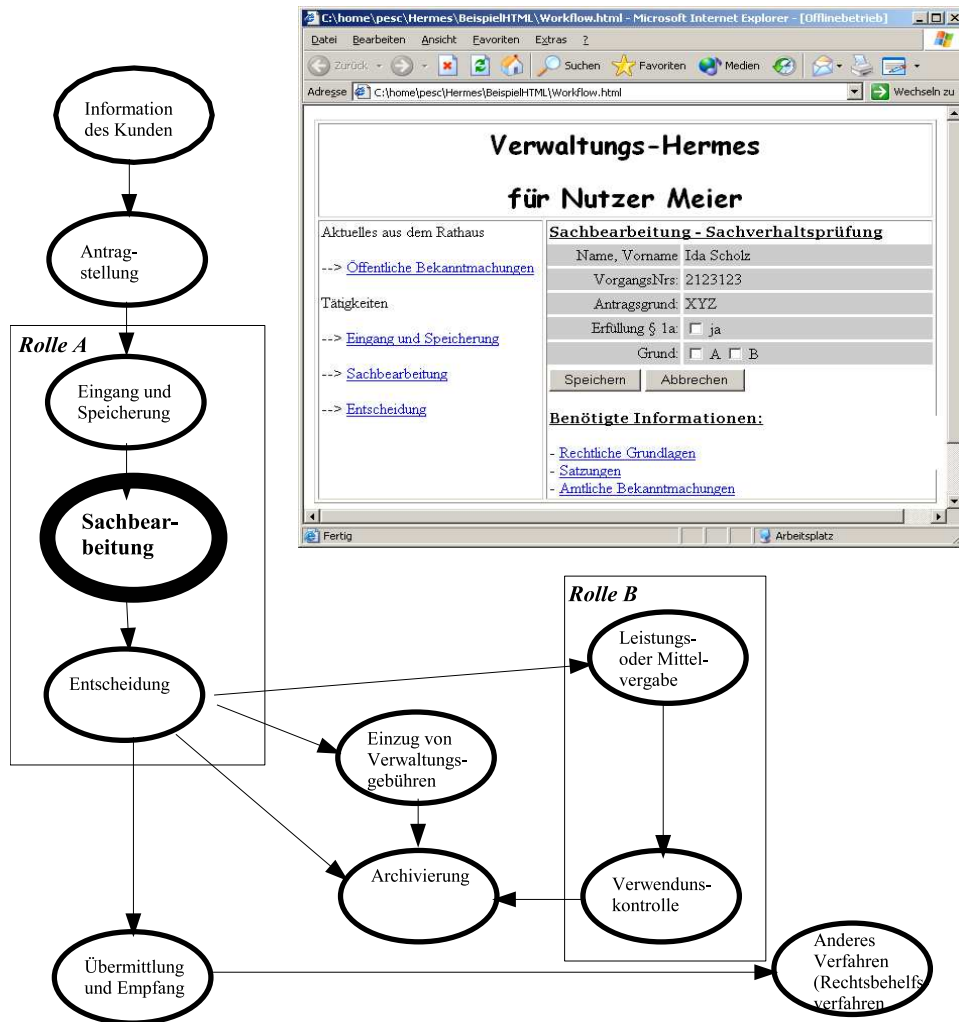 C:\home\pesc\Hermes\BeispielHTML\Workflow.html - Microsoft Internet Explorer - [Offlinebetrieb]
Datei Bearbeiten Ansicht Favoriten Extras ?
Zurück Suchen Favoriten Medien
Adresse C:\home\pesc\Hermes\BeispielHTML\Workflow.html Wechseln zu
Verwaltungs-Hermes
für Nutzer Meier
Aktuelles aus dem Rathaus
--> Öffentliche Bekanntmachungen
Tätigkeiten
--> Eingang und Speicherung
--> Sachbearbeitung
--> Entscheidung
Sachbearbeitung - Sachverhaltsprüfung
Name, Vorname Ida Scholz
VorgangsNrs: 2123123
Antragsgrund: XYZ
Erfüllung § 1a: ja
Grund: A B
Speichern Abbrechen
Benötigte Informationen:
- Rechtliche Grundlagen
- Satzungen
- Amtliche Bekanntmachungen
Fertig Arbeitsplatz
Information
des Kunden
Antrag-
stellung
Rolle A
Eingang und
Speicherung
Sachbear-
beitung
Entscheidung
Rolle B
Leistungs-
oder Mittel-
vergabe
Einzug von
Verwaltungs-
gebühren
Archivierung
Verwenduns-
kontrolle
Übermittlung
und Empfang
Anderes
Verfahren
(Rechtsbehelfs
verfahren